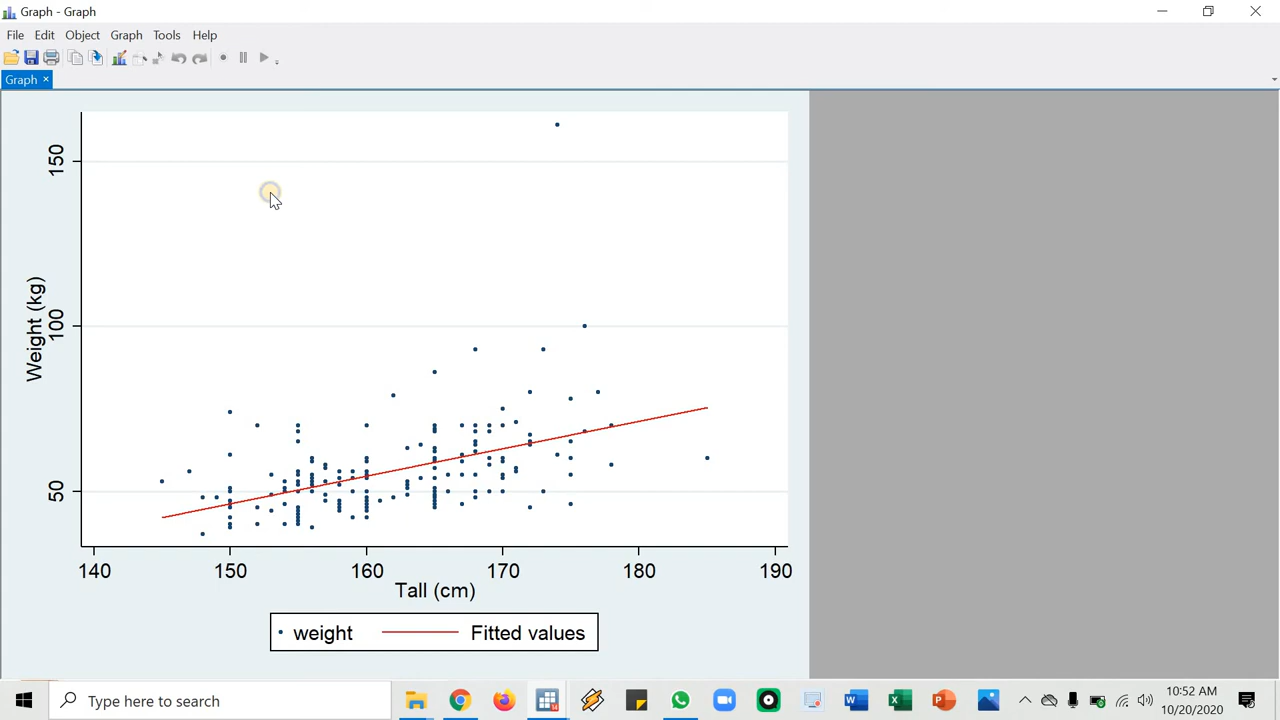 Graph - Graph
File Edit Object Graph Tools Help
Graph ×
150
100
50
Weight (kg)
140 150 160 170 180 190
Tall (cm)
weight Fitted values
Type here to search
10:52 AM
10/20/2020